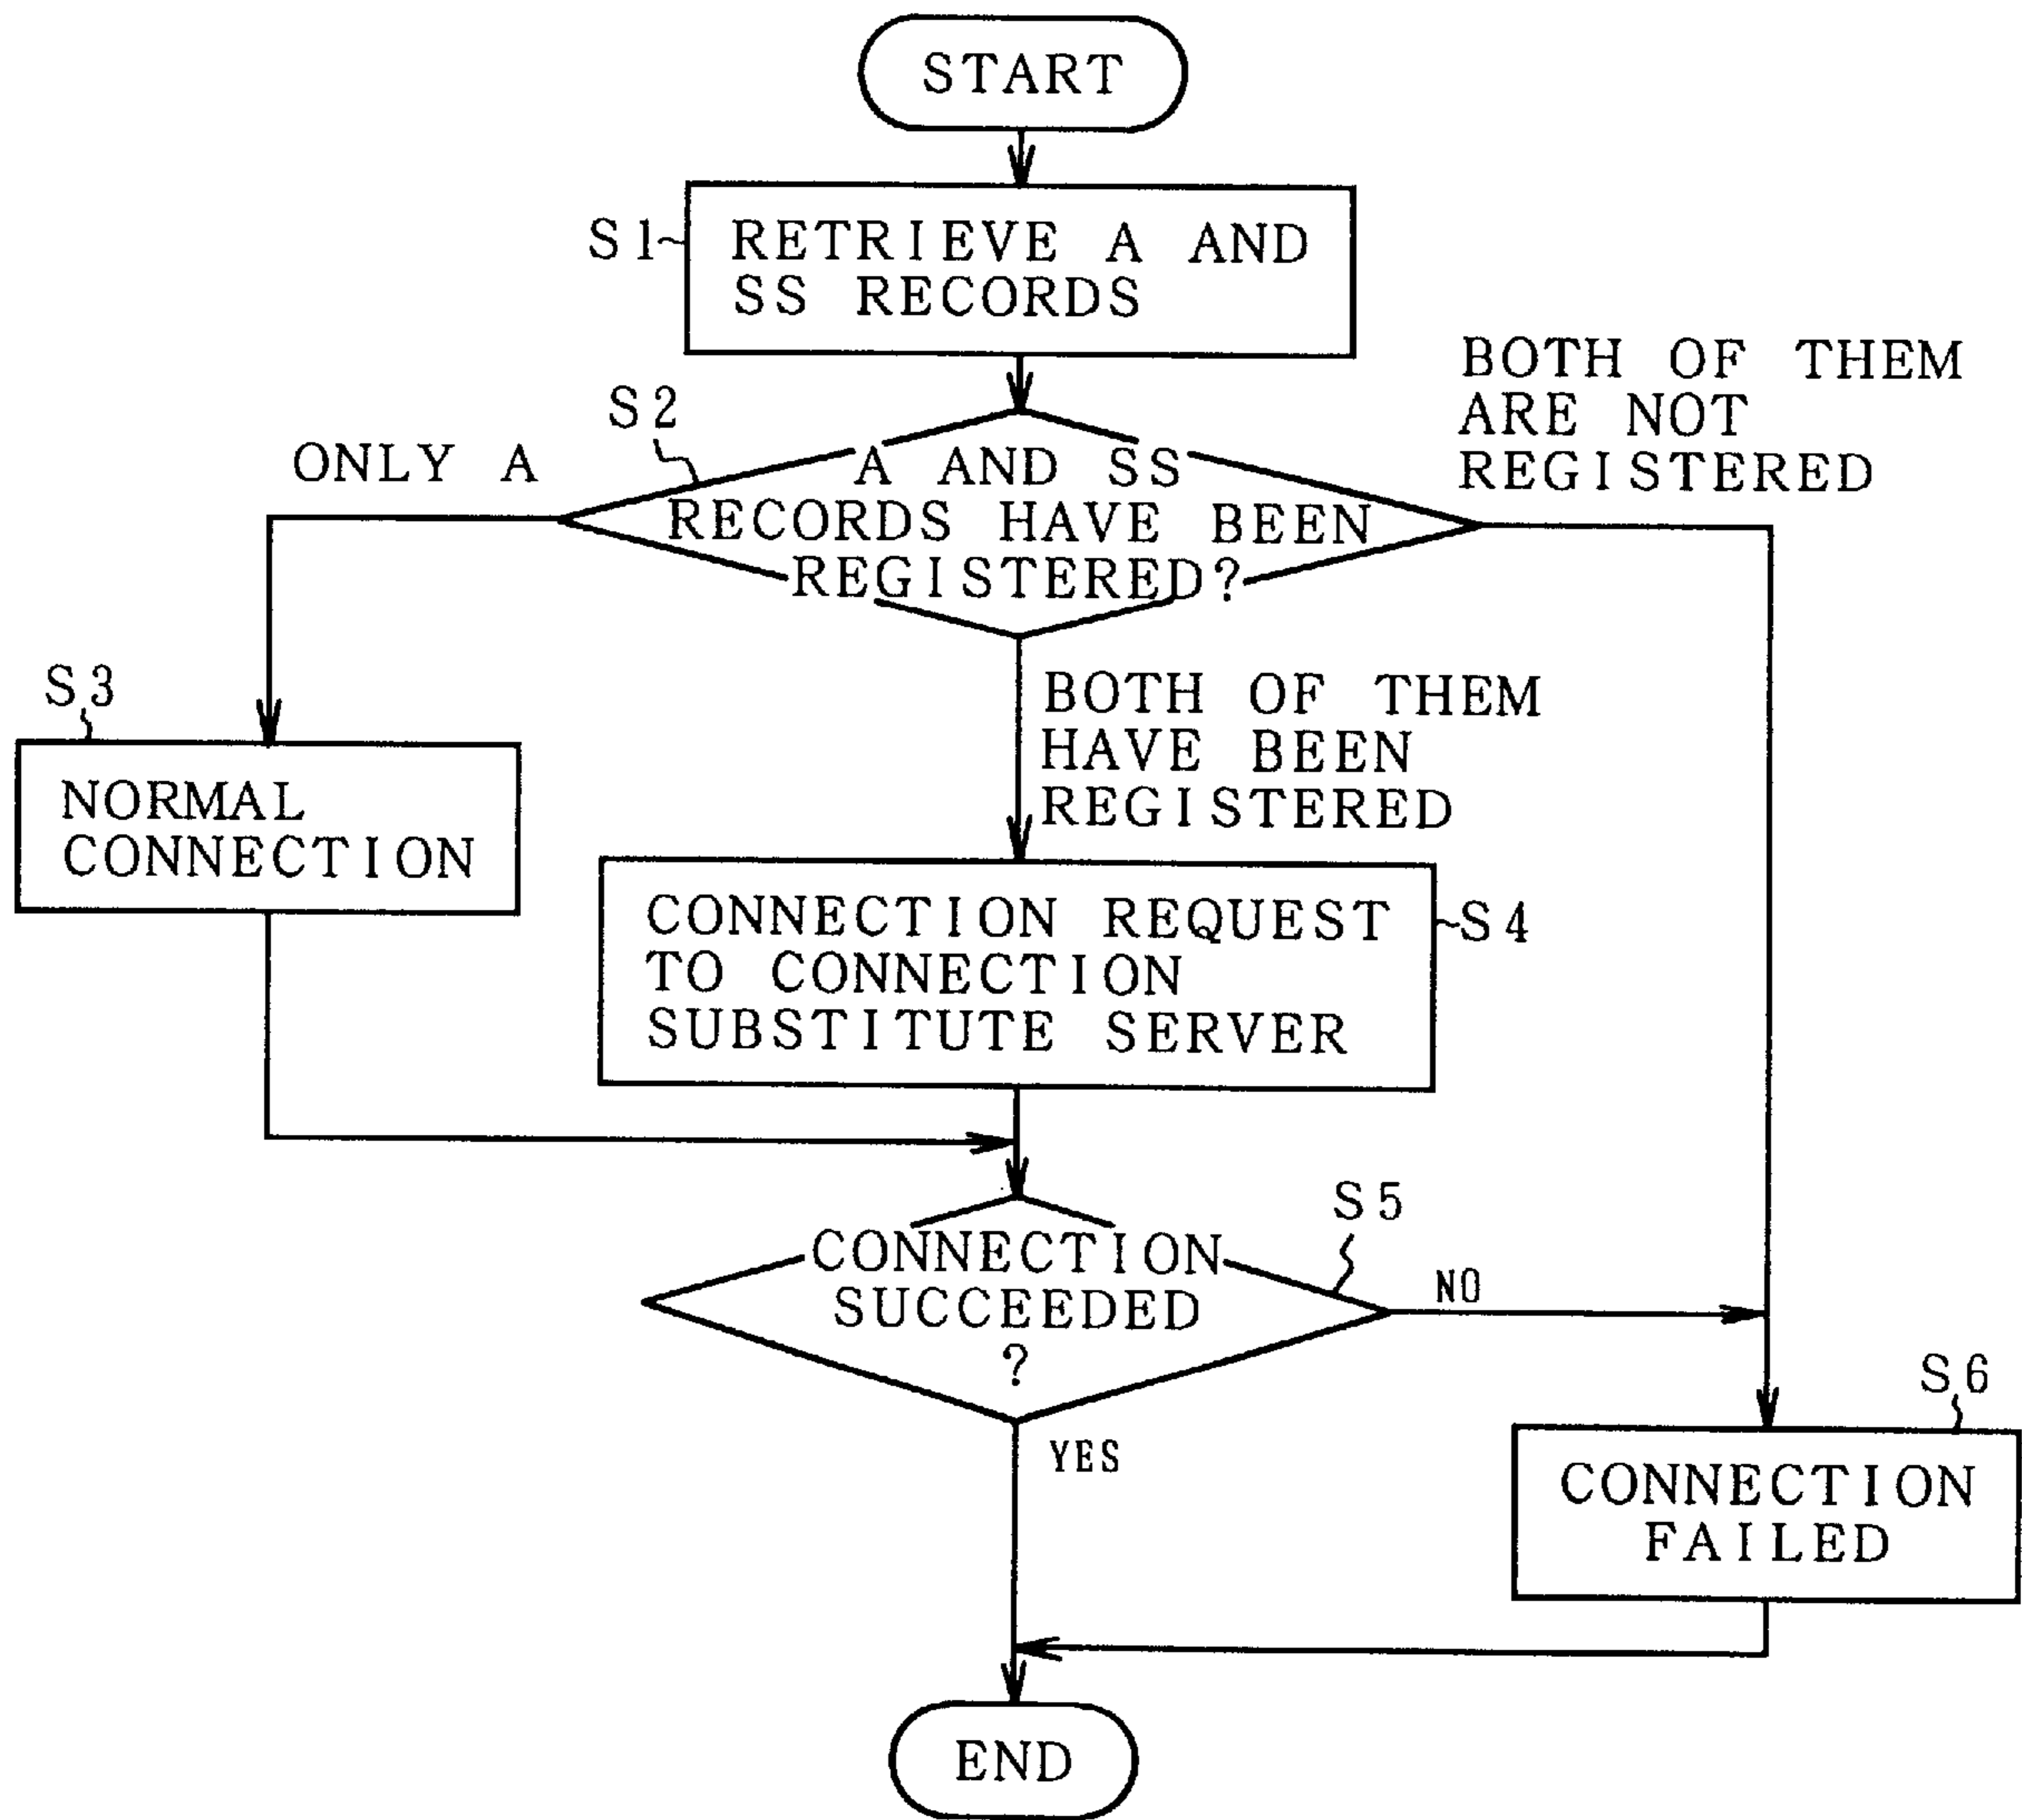 START
S1
RETRIEVE A AND
SS RECORDS
BOTH OF THEM
ARE NOT
REGISTERED
S2
ONLY A
A AND SS
RECORDS HAVE BEEN
REGISTERED?
S3
BOTH OF THEM
HAVE BEEN
REGISTERED
NORMAL
CONNECTION
CONNECTION REQUEST
TO CONNECTION
SUBSTITUTE SERVER
S4
S5
CONNECTION
SUCCEEDED
?
NO
YES
S6
CONNECTION
FAILED
END